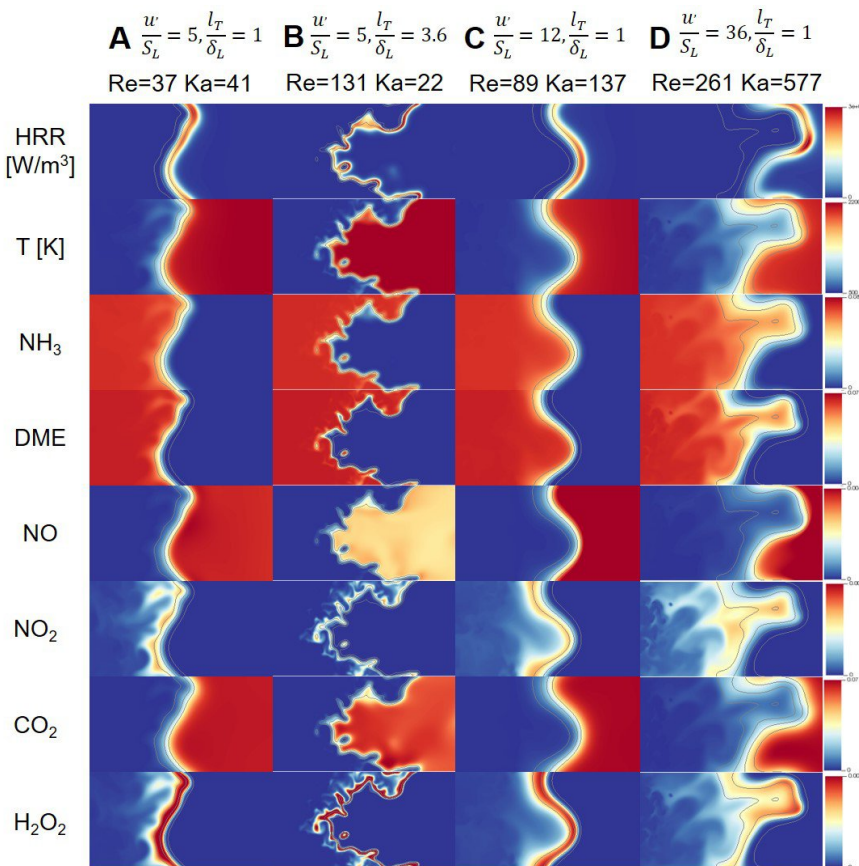 A u'/S_L = 5, l_T/δ_L = 1
B u'/S_L = 5, l_T/δ_L = 3.6
C u'/S_L = 12, l_T/δ_L = 1
D u'/S_L = 36, l_T/δ_L = 1
Re=37 Ka=41
Re=131 Ka=22
Re=89 Ka=137
Re=261 Ka=577
HRR
[W/m³]
T [K]
NH₃
DME
NO
NO₂
CO₂
H₂O₂